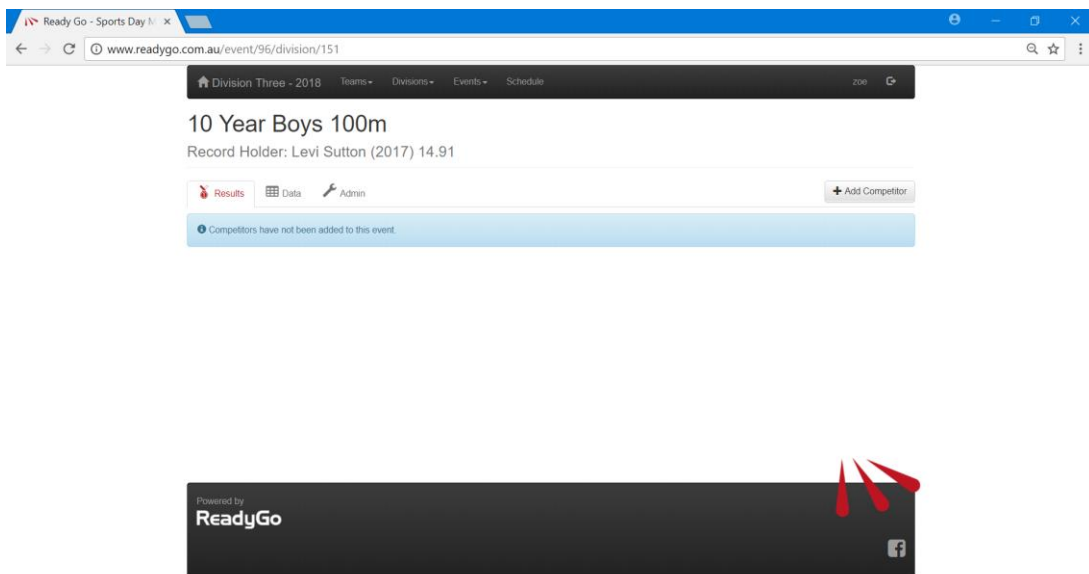 Ready Go - Sports Day M
www.readygo.com.au/event/96/division/151
Division Three - 2018 Teams Divisions Events Schedule zoe
10 Year Boys 100m
Record Holder: Levi Sutton (2017) 14.91
Results Data Admin + Add Competitor
Competitors have not been added to this event.
Powered by
ReadyGo